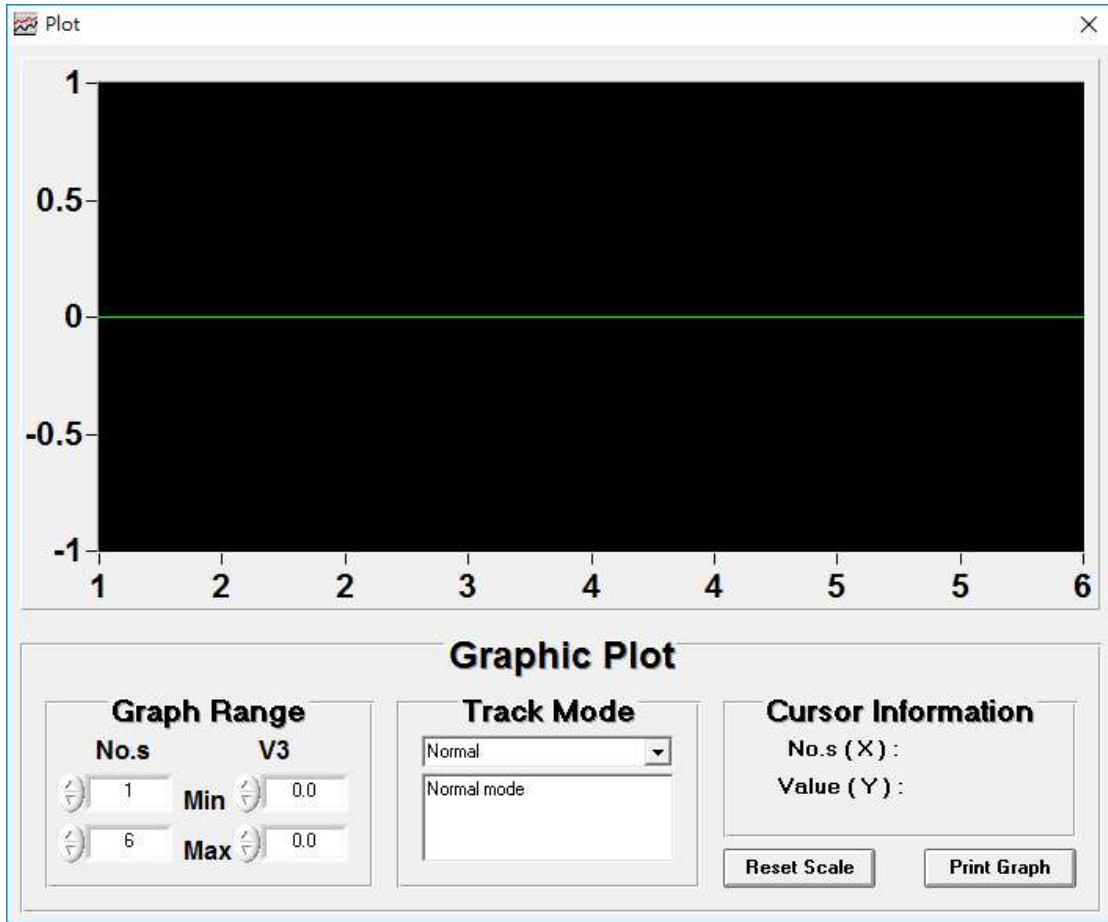 Plot
1
0.5
0
-0.5
-1
1 2 2 3 4 4 5 5 6
Graphic Plot
Graph Range
No.s V3
1 Min 0.0
6 Max 0.0
Track Mode
Normal
Normal mode
Cursor Information
No.s ( X ) :
Value ( Y ) :
Reset Scale
Print Graph